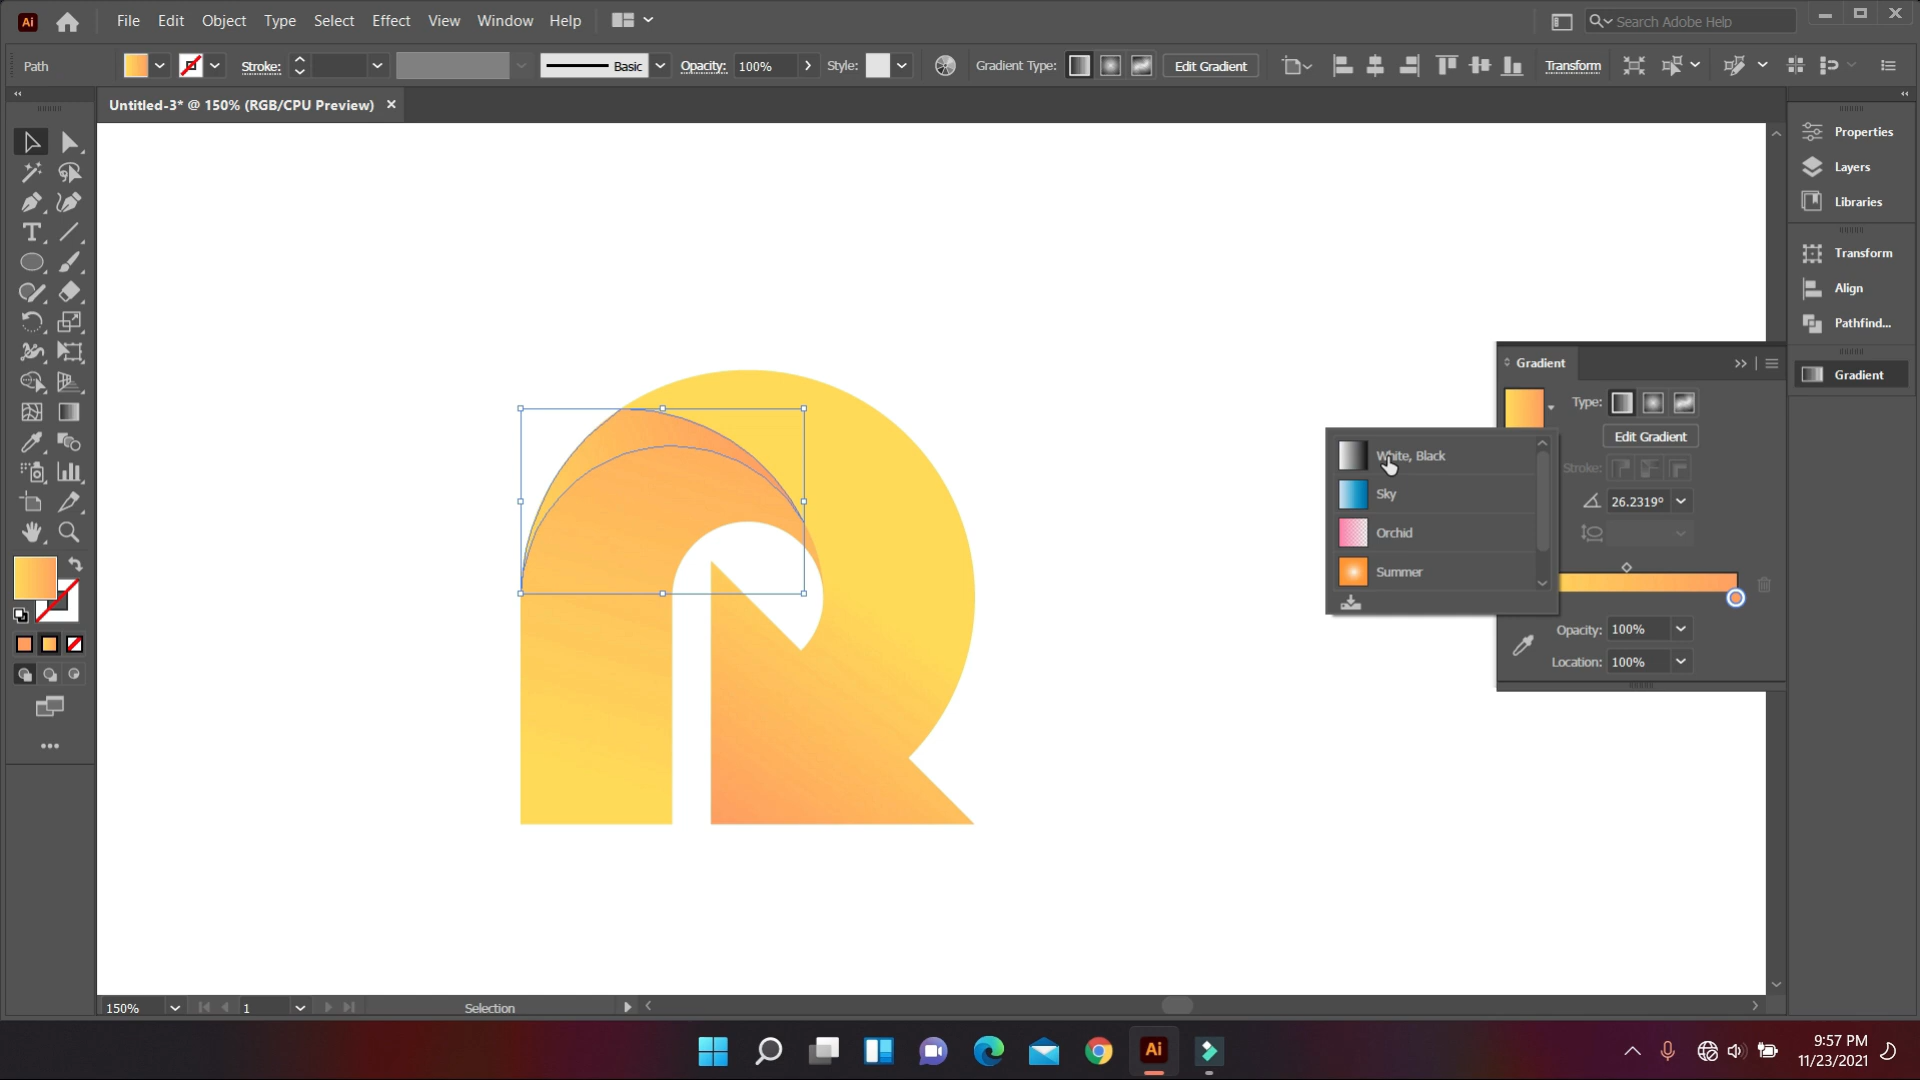 Ai File Edit Object Type Select Effect View Window Help Search Adobe Help
Path Stroke: Basic Opacity: 100% Style: Gradient Type: Edit Gradient Transform
Untitled-3* @ 150% (RGB/CPU Preview)
Properties
Layers
Libraries
Transform
Align
Pathfind...
Gradient
Gradient
Type:
Edit Gradient
Stroke:
26.2319°
Opacity: 100%
Location: 100%
White, Black
Sky
Orchid
Summer
150% 1 Selection
Ai
9:57 PM
11/23/2021